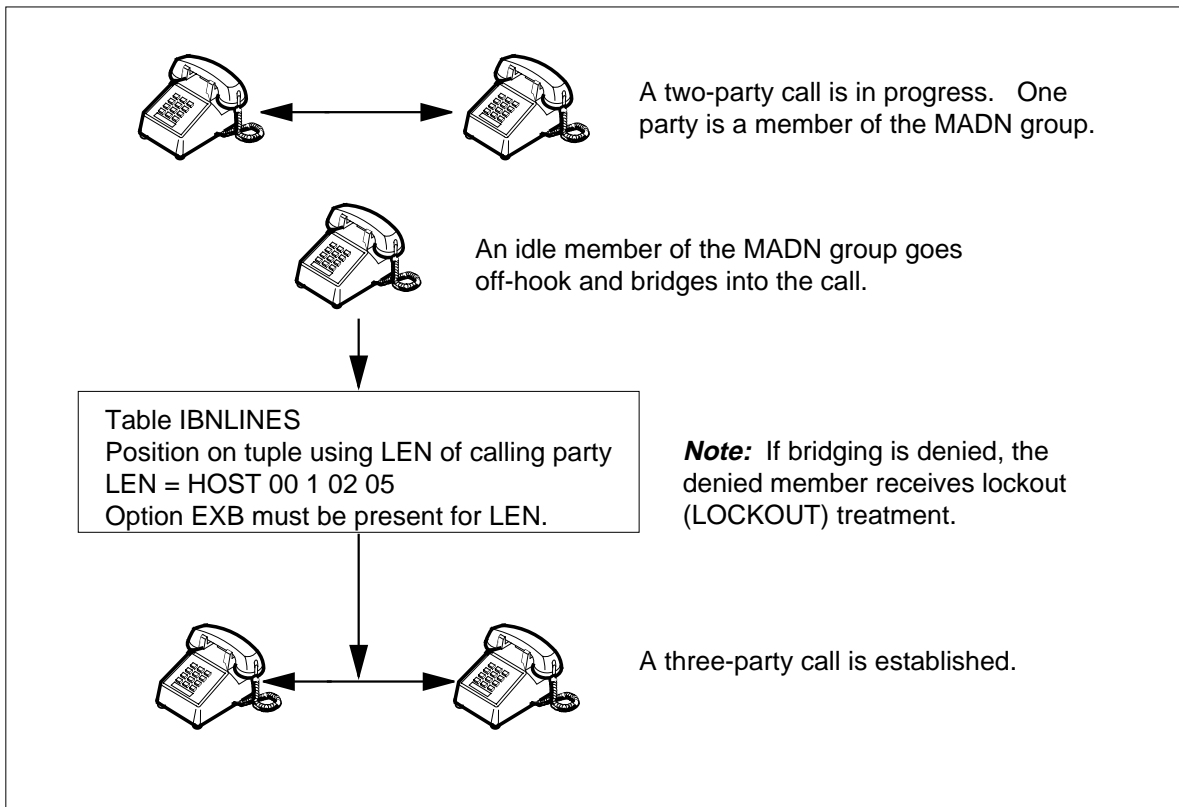 A two-party call is in progress. One
party is a member of the MADN group.
An idle member of the MADN group goes
off-hook and bridges into the call.
Table IBNLINES
Position on tuple using LEN of calling party
LEN = HOST 00 1 02 05
Option EXB must be present for LEN.
Note: If bridging is denied, the
denied member receives lockout
(LOCKOUT) treatment.
A three-party call is established.